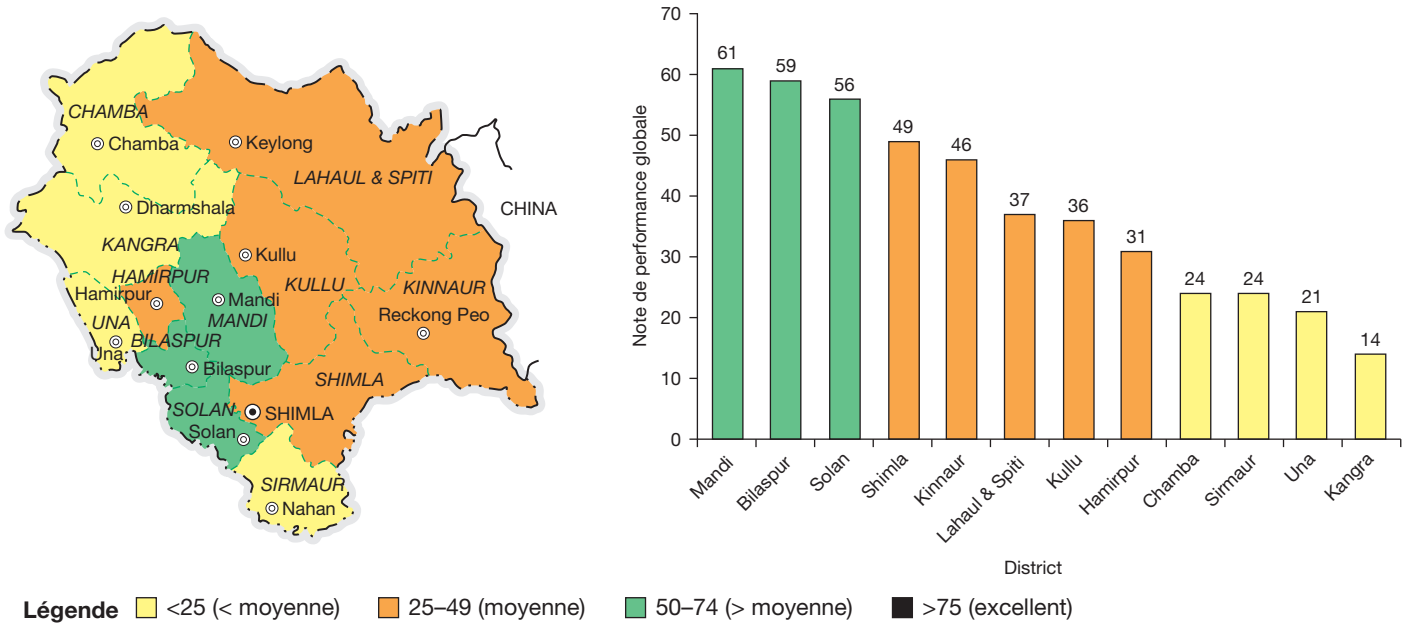 CHAMBA
Chamba
Keylong
LAHAUL & SPITI
CHINA
Dharmshala
KANGRA
Kullu
HAMIRPUR
Hamirpur
KULLU
KINNAUR
Mandi
MANDI
Reckong Peo
UNA
Una
BILASPUR
Bilaspur
SHIMLA
SOLAN
SHIMLA
Solan
SIRMAUR
Nahan
Note de performance globale
70
60
50
40
30
20
10
0
61
59
56
49
46
37
36
31
24
24
21
14
Mandi
Bilaspur
Solan
Shimla
Kinnaur
Lahaul & Spiti
Kullu
Hamirpur
Chamba
Sirmaur
Una
Kangra
District
Légende <25 (< moyenne) 25–49 (moyenne) 50–74 (> moyenne) >75 (excellent)